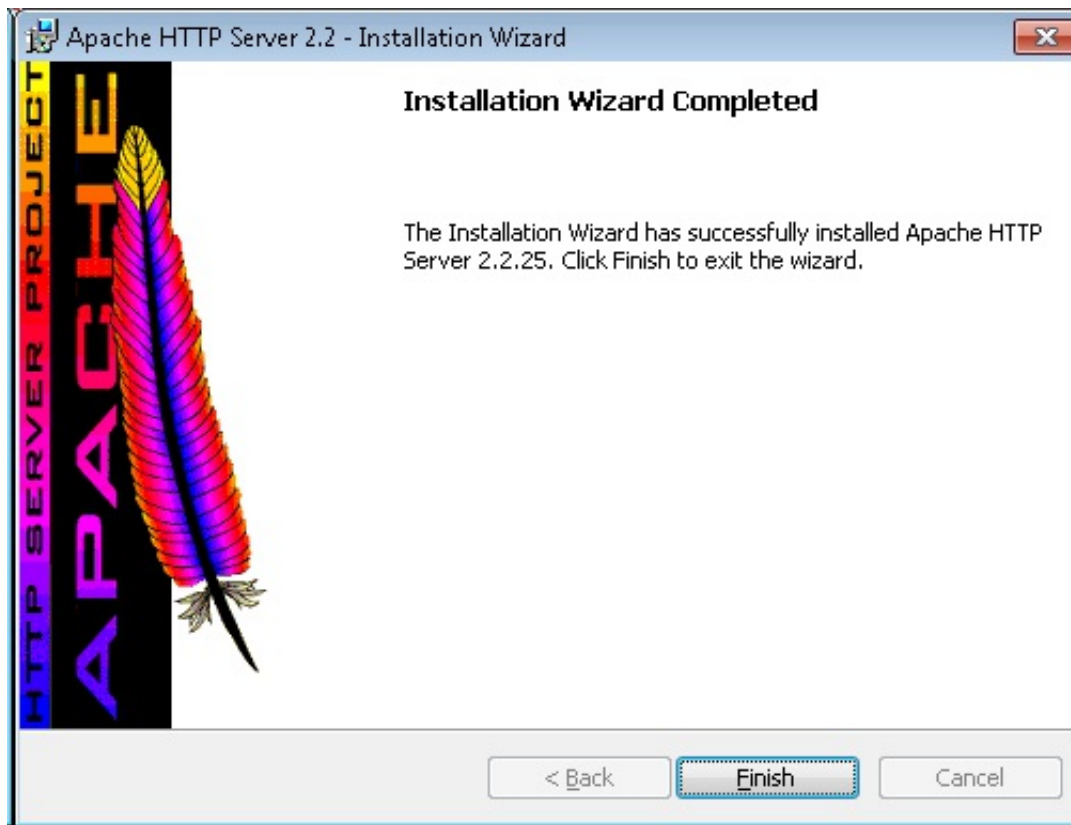 Apache HTTP Server 2.2 - Installation Wizard
HTTP SERVER PROJECT
APACHE
Installation Wizard Completed
The Installation Wizard has successfully installed Apache HTTP
Server 2.2.25. Click Finish to exit the wizard.
< Back
Finish
Cancel